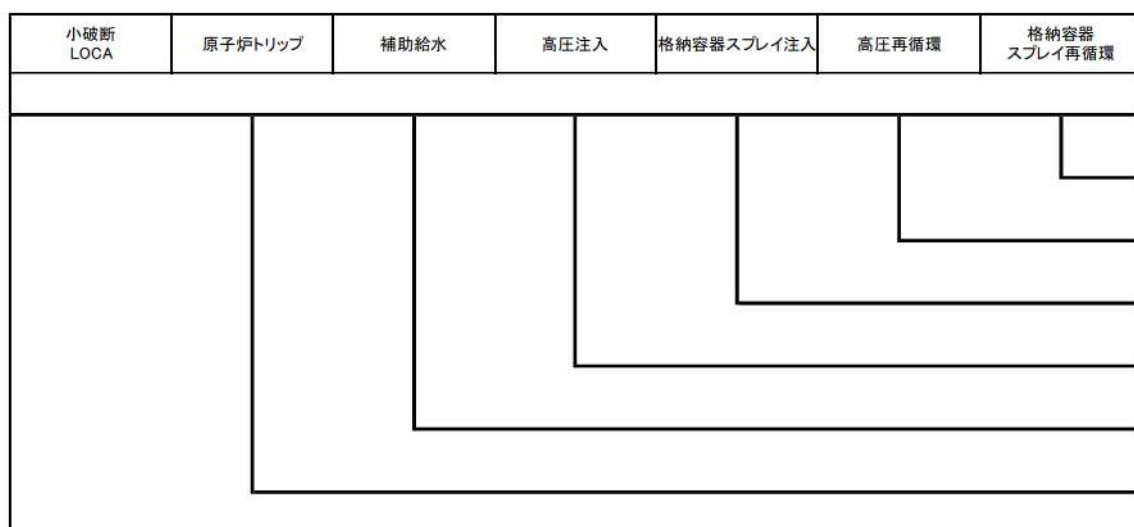 小破断
LOCA
原子炉トリップ
補助給水
高圧注入
格納容器スプレイ注入
高圧再循環
格納容器
スプレイ再循環